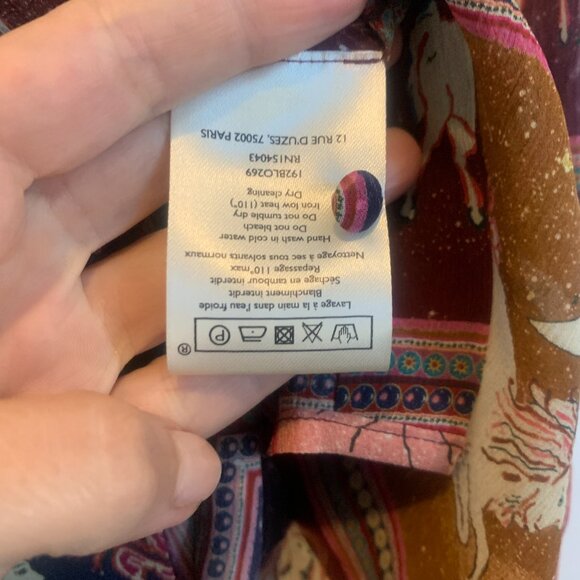 ®
P
Lavage à la main dans l'eau froide
Blanchiment interdit
Séchage en tambour interdit
Repassage 110° max
Nettoyage à sec tous solvants normaux
Hand wash in cold water
Do not bleach
Do not tumble dry
Iron low heat (110°)
Dry cleaning
192BLO269
RN154043
12 RUE D'UZES, 75002 PARIS